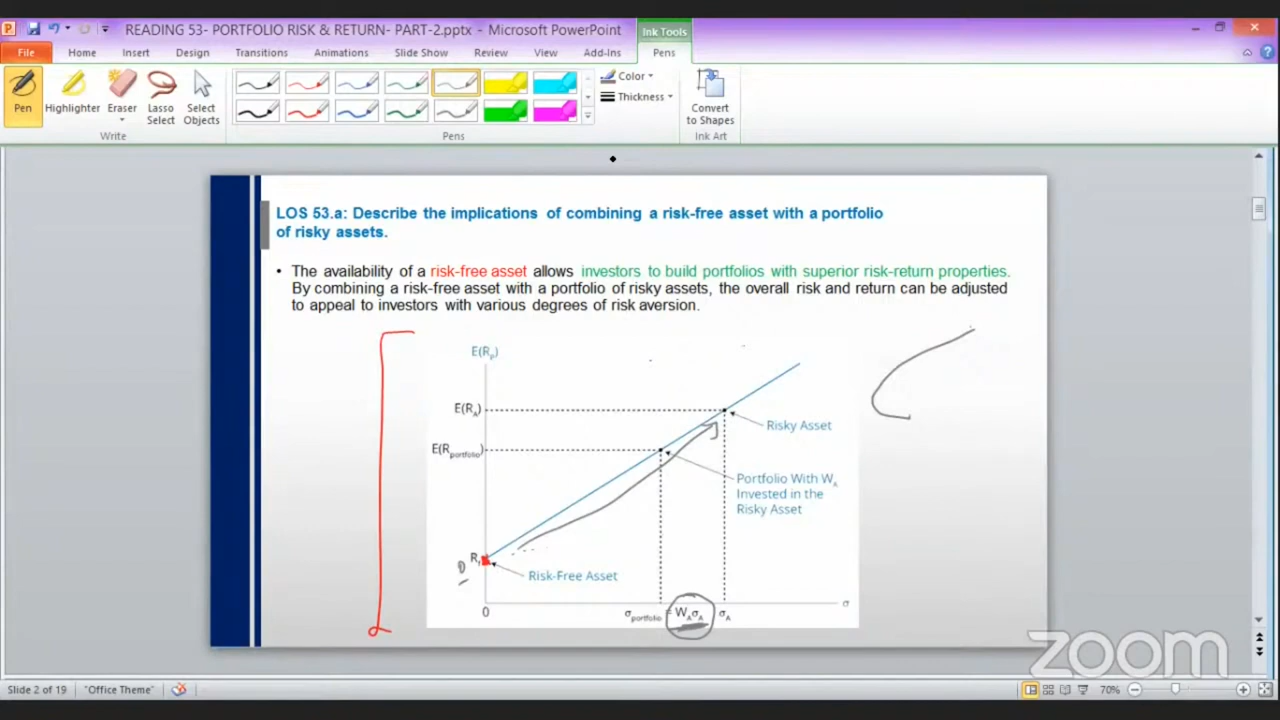 READING 53- PORTFOLIO RISK & RETURN- PART-2.pptx - Microsoft PowerPoint
Ink Tools
File Home Insert Design Transitions Animations Slide Show Review View Add-Ins Pens
Pen Highlighter Eraser Lasso Select Select Objects
Color
Thickness
Convert to Shapes
Write Pens Ink Art
LOS 53.a: Describe the implications of combining a risk-free asset with a portfolio
of risky assets.
• The availability of a risk-free asset allows investors to build portfolios with superior risk-return properties.
By combining a risk-free asset with a portfolio of risky assets, the overall risk and return can be adjusted
to appeal to investors with various degrees of risk aversion.
E(Rp)
E(RA)
Risky Asset
E(Rportfolio)
Portfolio With WA
Invested in the
Risky Asset
Rf
0
Risk-Free Asset
0 σportfolio = WAσA σA σ
zoom
Slide 2 of 19 "Office Theme" 70%